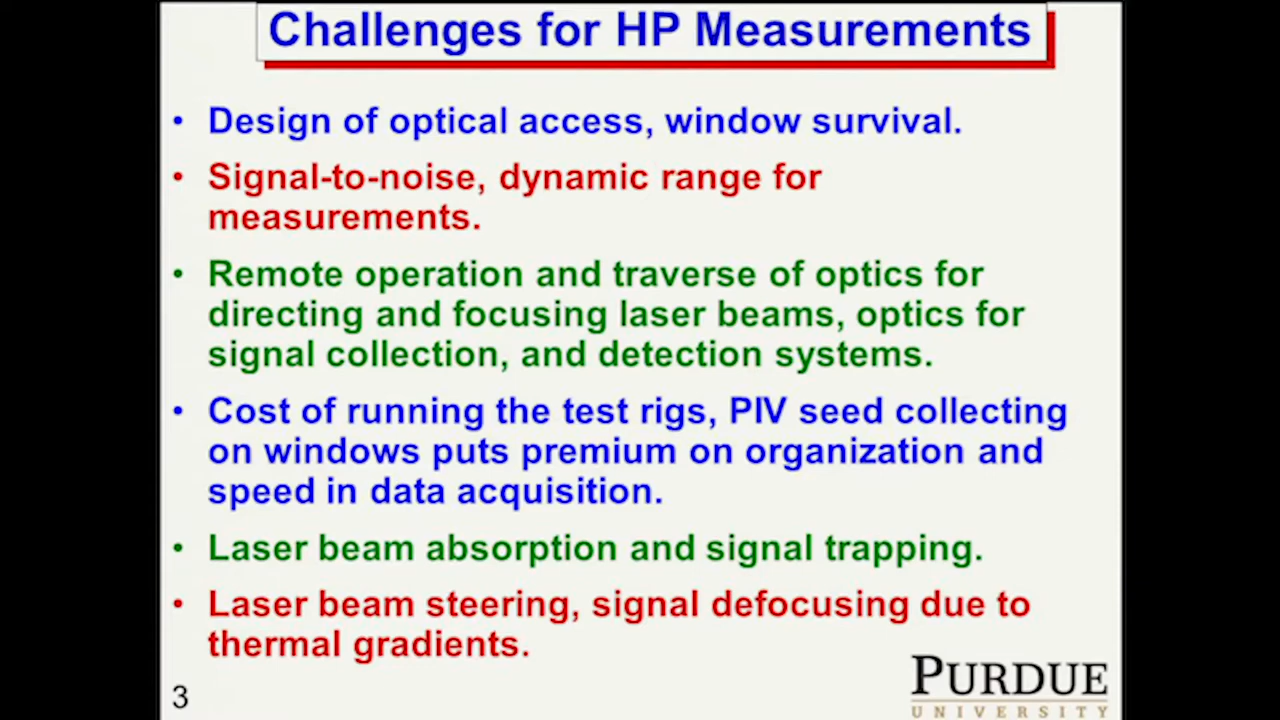 Challenges for HP Measurements
• Design of optical access, window survival.
• Signal-to-noise, dynamic range for
measurements.
• Remote operation and traverse of optics for
directing and focusing laser beams, optics for
signal collection, and detection systems.
• Cost of running the test rigs, PIV seed collecting
on windows puts premium on organization and
speed in data acquisition.
• Laser beam absorption and signal trapping.
• Laser beam steering, signal defocusing due to
thermal gradients.
3
PURDUE
UNIVERSITY